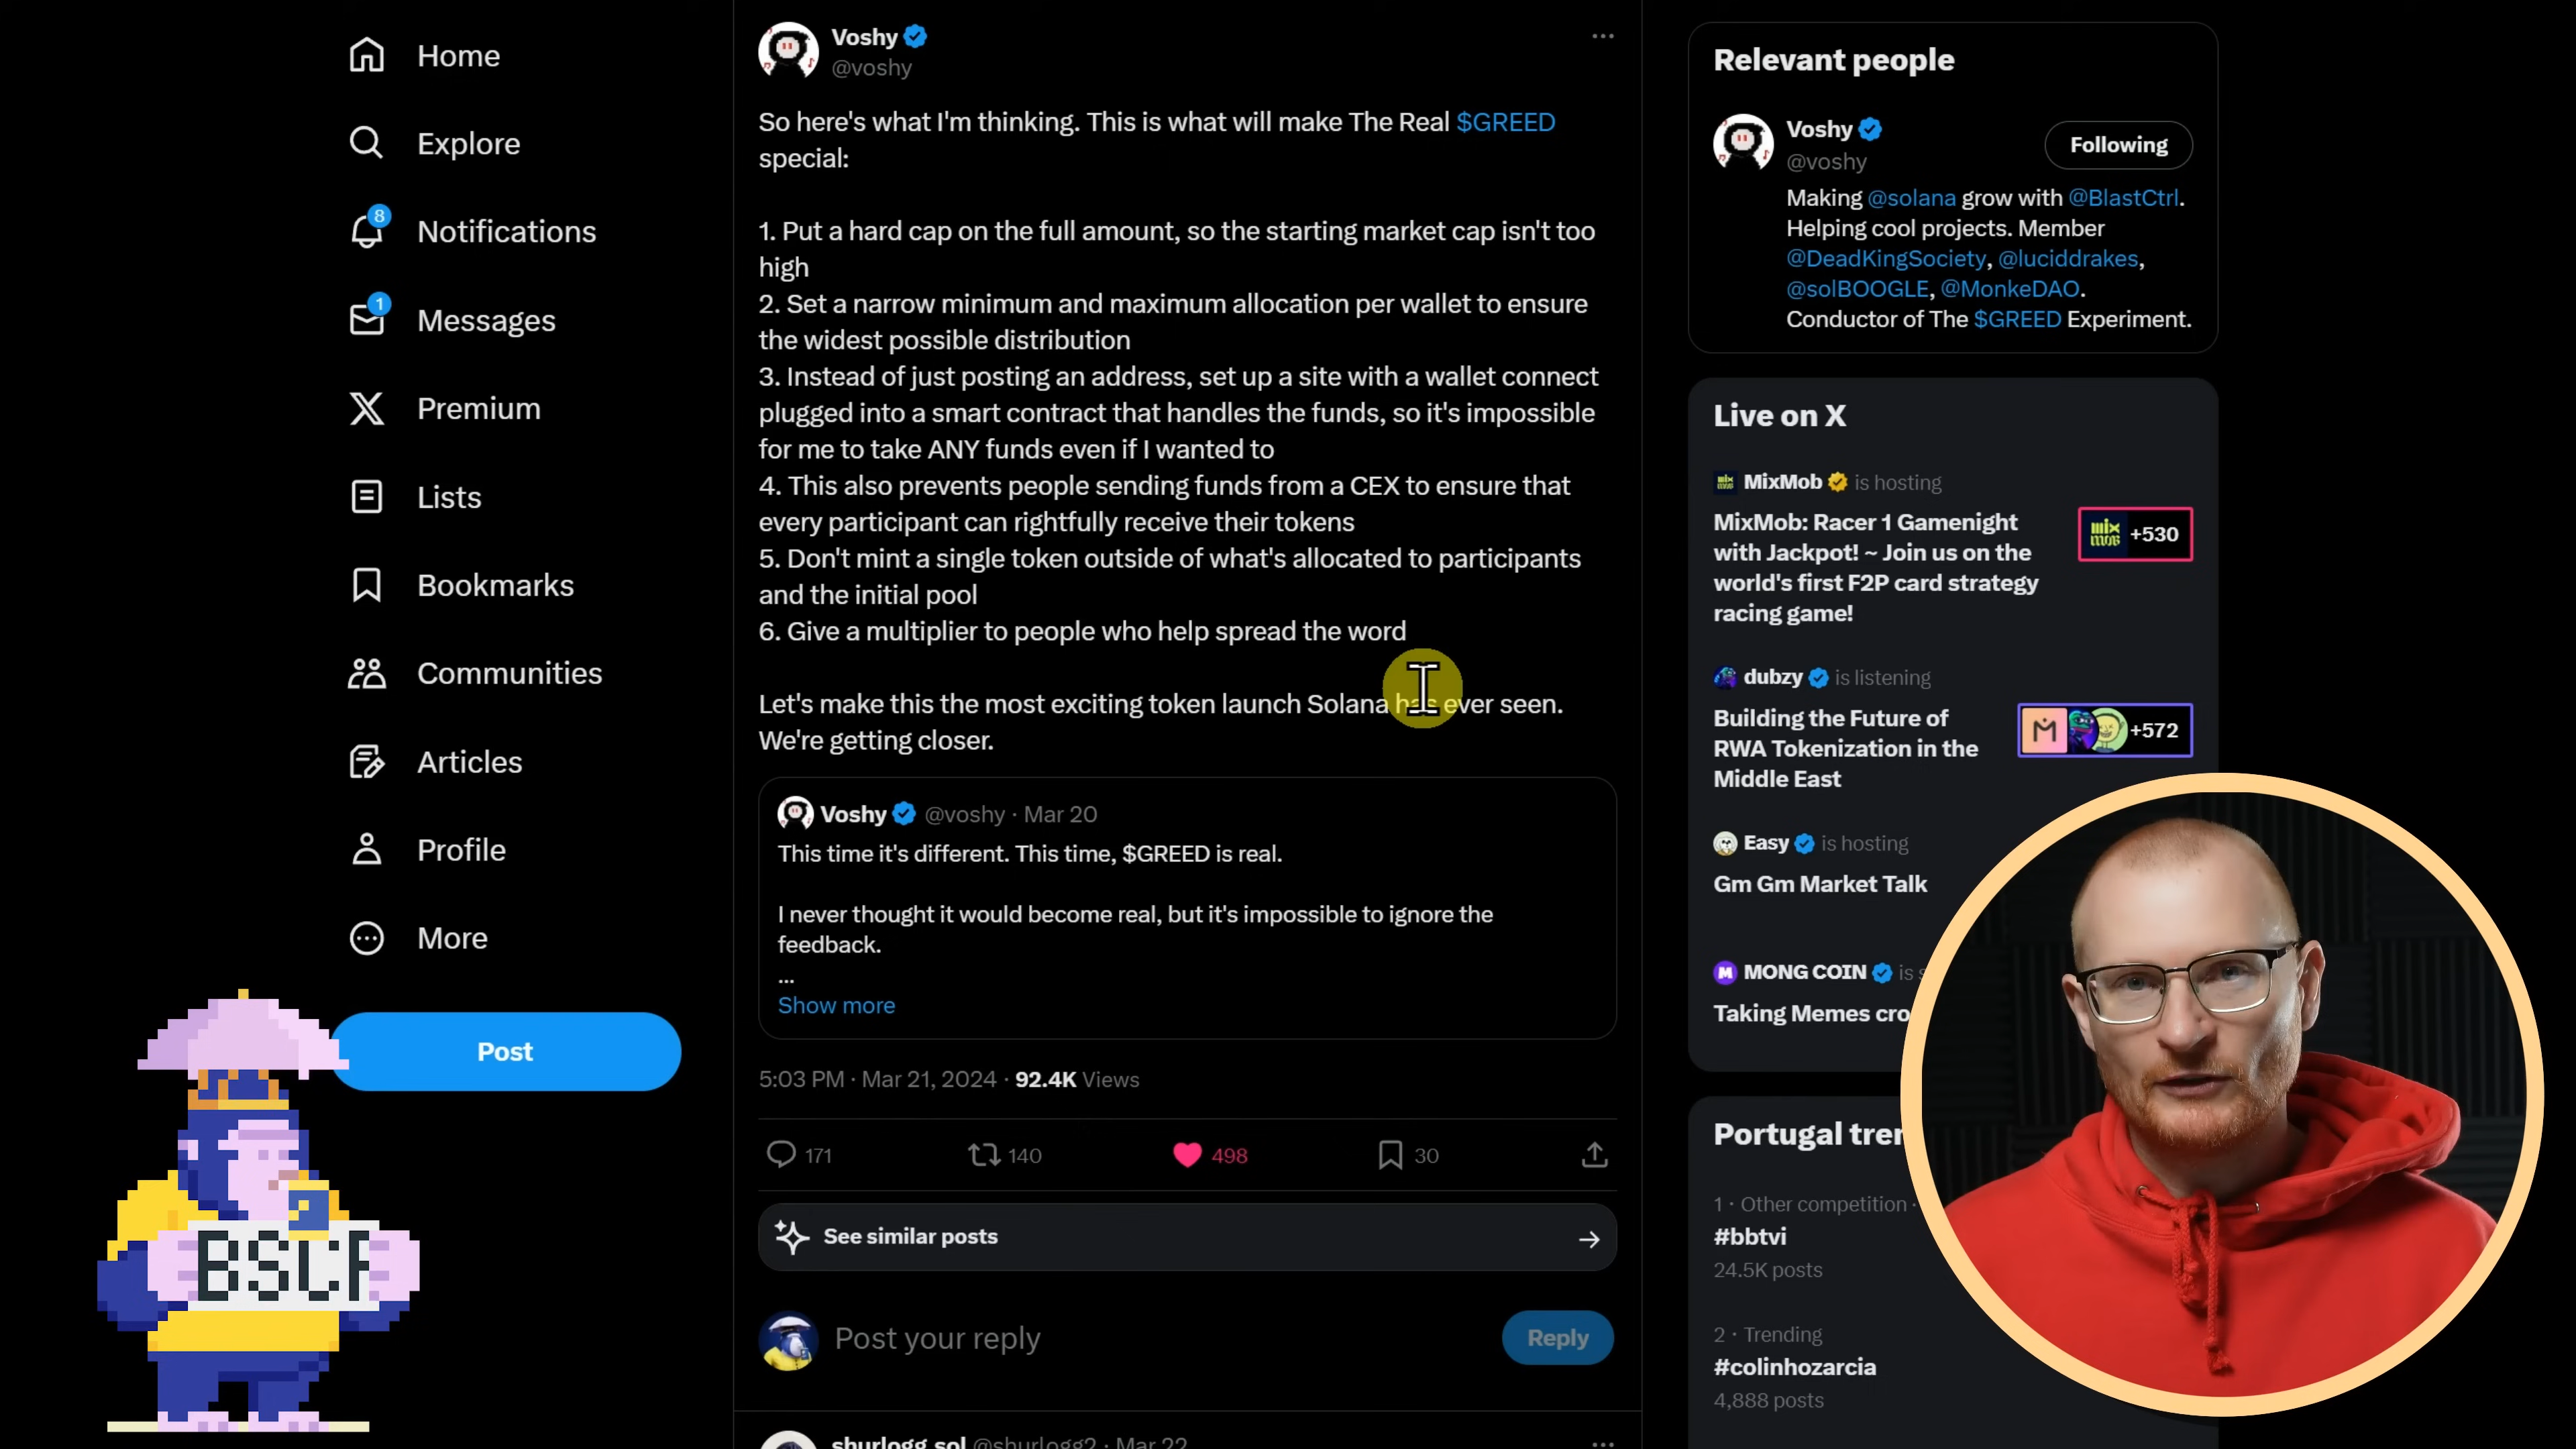 Home
Explore
8
Notifications
1
Messages
Premium
Lists
Bookmarks
Communities
Articles
Profile
More
Post
BSCF
Voshy
@voshy
So here's what I'm thinking. This is what will make The Real $GREED
special:
1. Put a hard cap on the full amount, so the starting market cap isn't too
high
2. Set a narrow minimum and maximum allocation per wallet to ensure
the widest possible distribution
3. Instead of just posting an address, set up a site with a wallet connect
plugged into a smart contract that handles the funds, so it's impossible
for me to take ANY funds even if I wanted to
4. This also prevents people sending funds from a CEX to ensure that
every participant can rightfully receive their tokens
5. Don't mint a single token outside of what's allocated to participants
and the initial pool
6. Give a multiplier to people who help spread the word
Let's make this the most exciting token launch Solana has ever seen.
We're getting closer.
Voshy @voshy · Mar 20
This time it's different. This time, $GREED is real.
I never thought it would become real, but it's impossible to ignore the
feedback.
...
Show more
5:03 PM · Mar 21, 2024 · 92.4K Views
171 140 498 30
See similar posts
Post your reply
Reply
shurlogg.sol @shurlogg2 · Mar 22
Relevant people
Voshy
@voshy
Following
Making @solana grow with @BlastCtrl.
Helping cool projects. Member
@DeadKingSociety, @luciddrakes,
@solBOOGLE, @MonkeDAO.
Conductor of The $GREED Experiment.
Live on X
MixMob is hosting
MixMob: Racer 1 Gamenight
with Jackpot! ~ Join us on the
world's first F2P card strategy
racing game!
mix
mob
+530
dubzy is listening
Building the Future of
RWA Tokenization in the
Middle East
+572
Easy is hosting
Gm Gm Market Talk
MONG COIN is s
Taking Memes cro
Portugal tren
1 · Other competition ·
#bbtvi
24.5K posts
2 · Trending
#colinhozarcia
4,888 posts